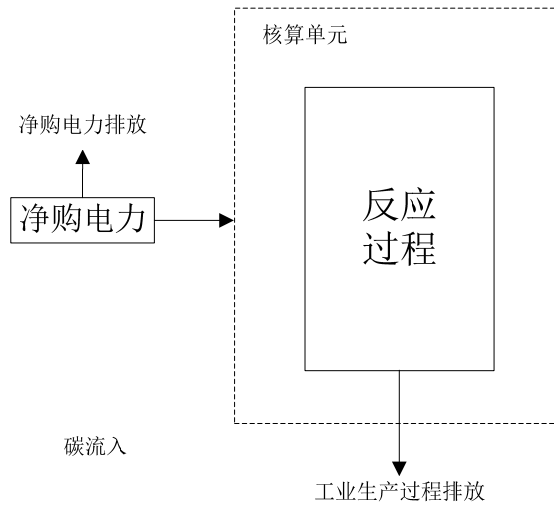 核算单元
净购电力排放
净购电力
反应
过程
碳流入
工业生产过程排放